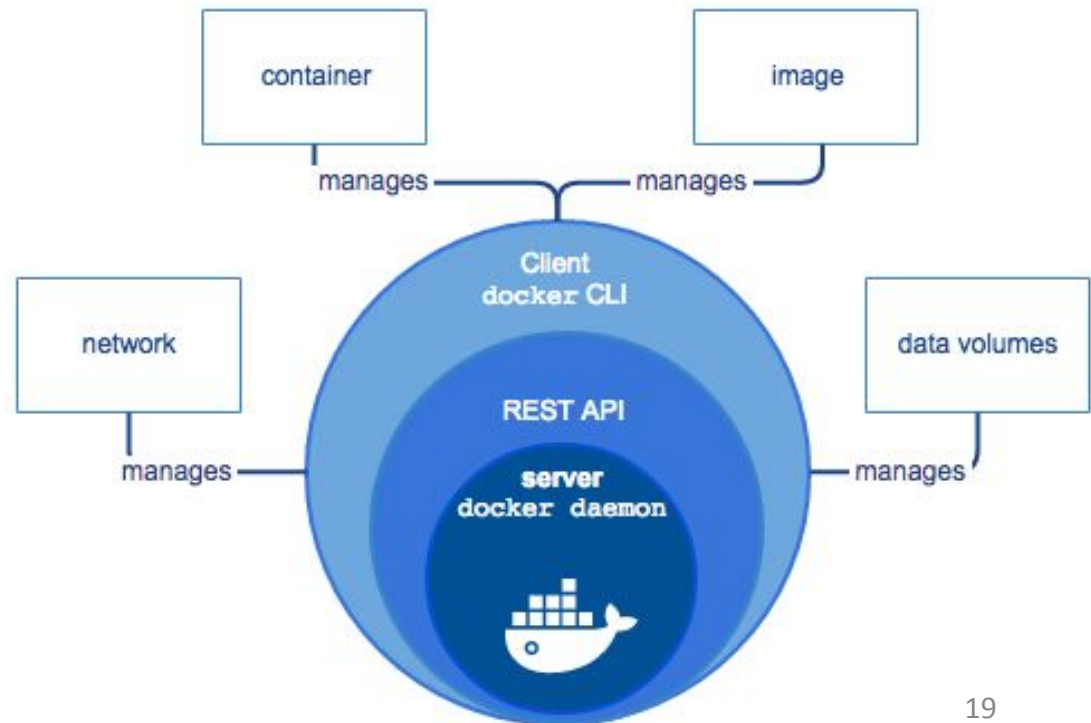 container
image
manages
manages
Client
docker CLI
network
data volumes
REST API
manages
manages
server
docker daemon
19